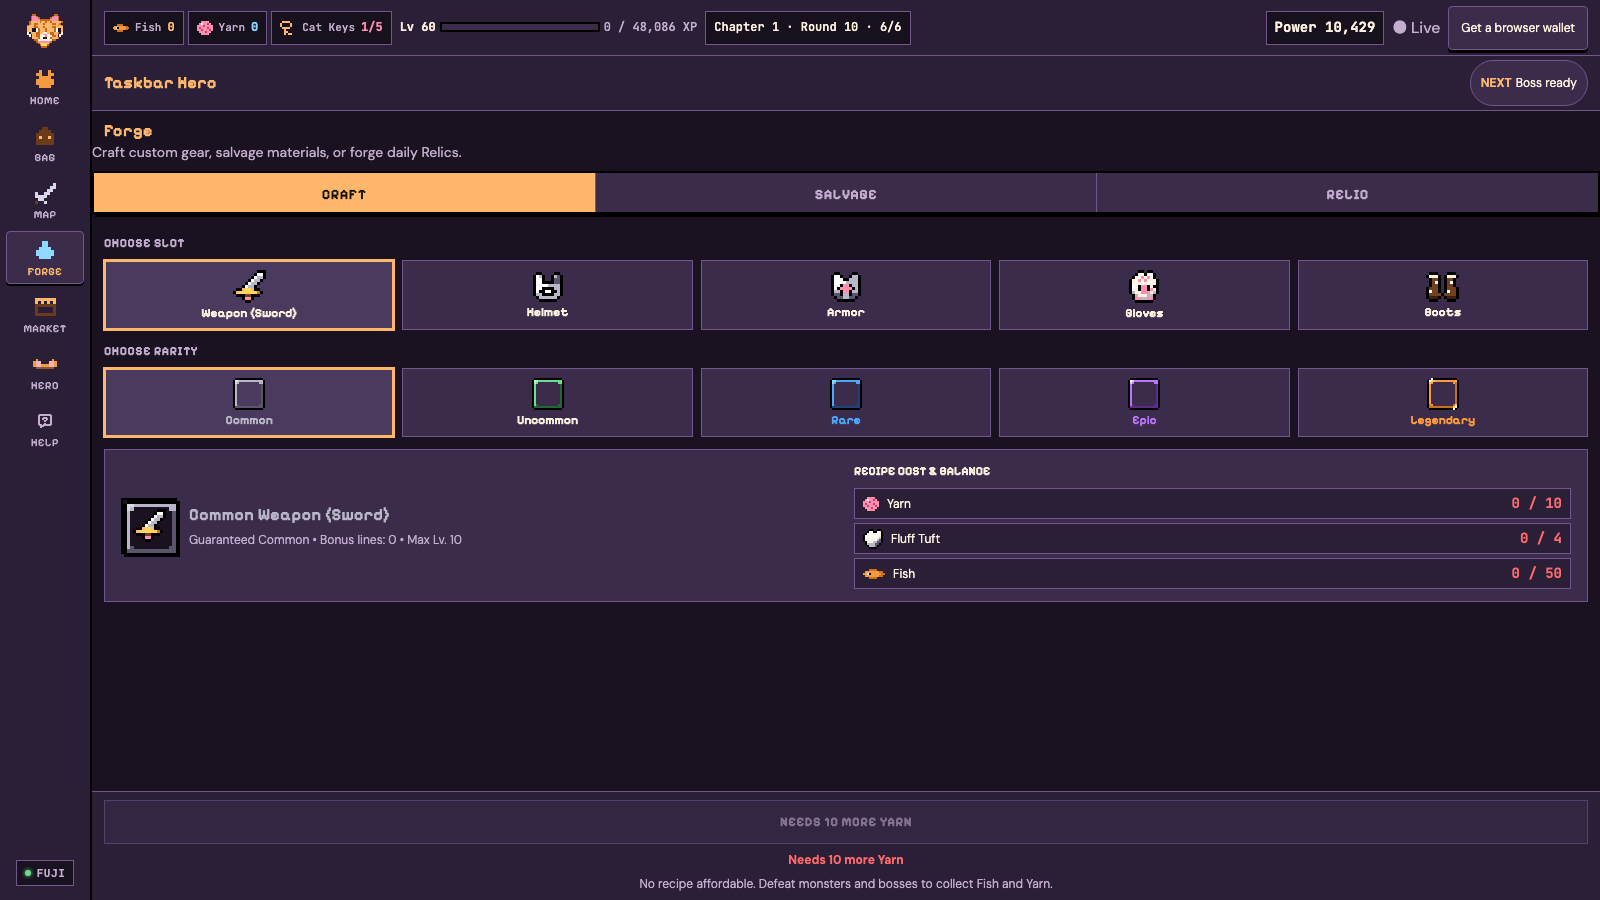 Fish 0
Yarn 0
Cat Keys 1/5
Lv 60
0 / 48,086 XP
Chapter 1 · Round 10 · 6/6
Power 10,429
Live
Get a browser wallet
HOME
BAG
MAP
FORGE
MARKET
HERO
HELP
FUJI
Taskbar Hero
NEXT Boss ready
Forge
Craft custom gear, salvage materials, or forge daily Relics.
CRAFT
SALVAGE
RELIC
CHOOSE SLOT
Weapon (Sword)
Helmet
Armor
Gloves
Boots
CHOOSE RARITY
Common
Uncommon
Rare
Epic
Legendary
Common Weapon (Sword)
Guaranteed Common • Bonus lines: 0 • Max Lv. 10
RECIPE COST & BALANCE
Yarn 0 / 10
Fluff Tuft 0 / 4
Fish 0 / 50
NEEDS 10 MORE YARN
Needs 10 more Yarn
No recipe affordable. Defeat monsters and bosses to collect Fish and Yarn.